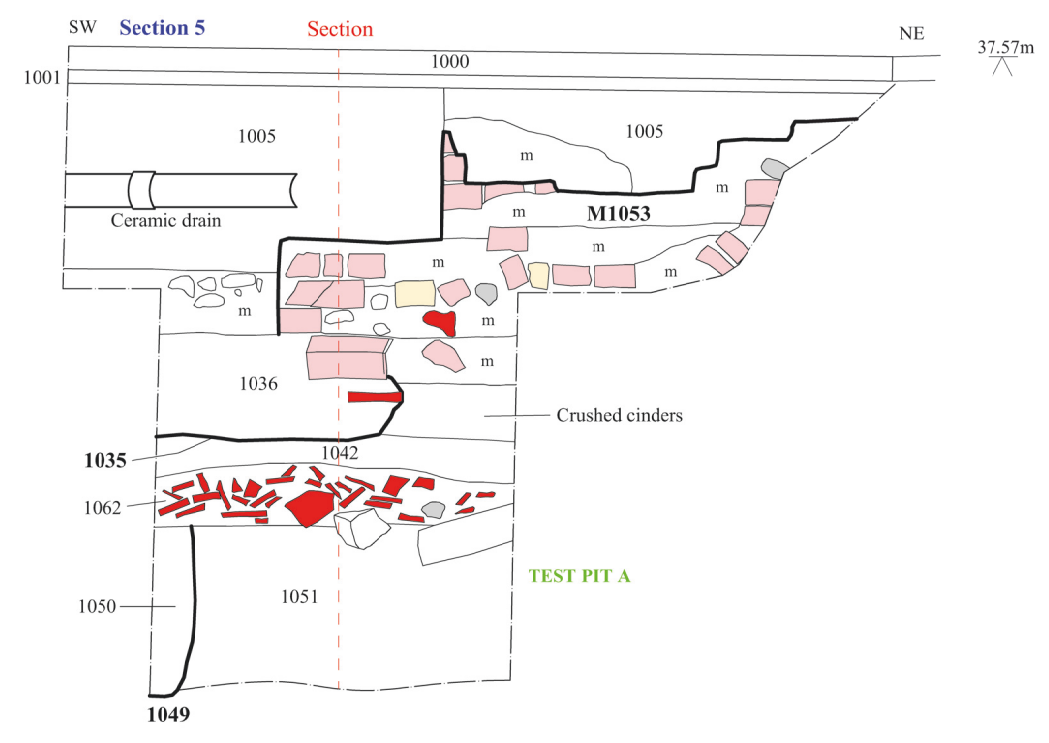 SW
Section 5
Section
NE
37.57m
1000
1001
1005
1005
m
m
Ceramic drain
m
M1053
m
m
m
m
m
1036
m
Crushed cinders
1042
1035
1062
TEST PIT A
1050
1051
1049